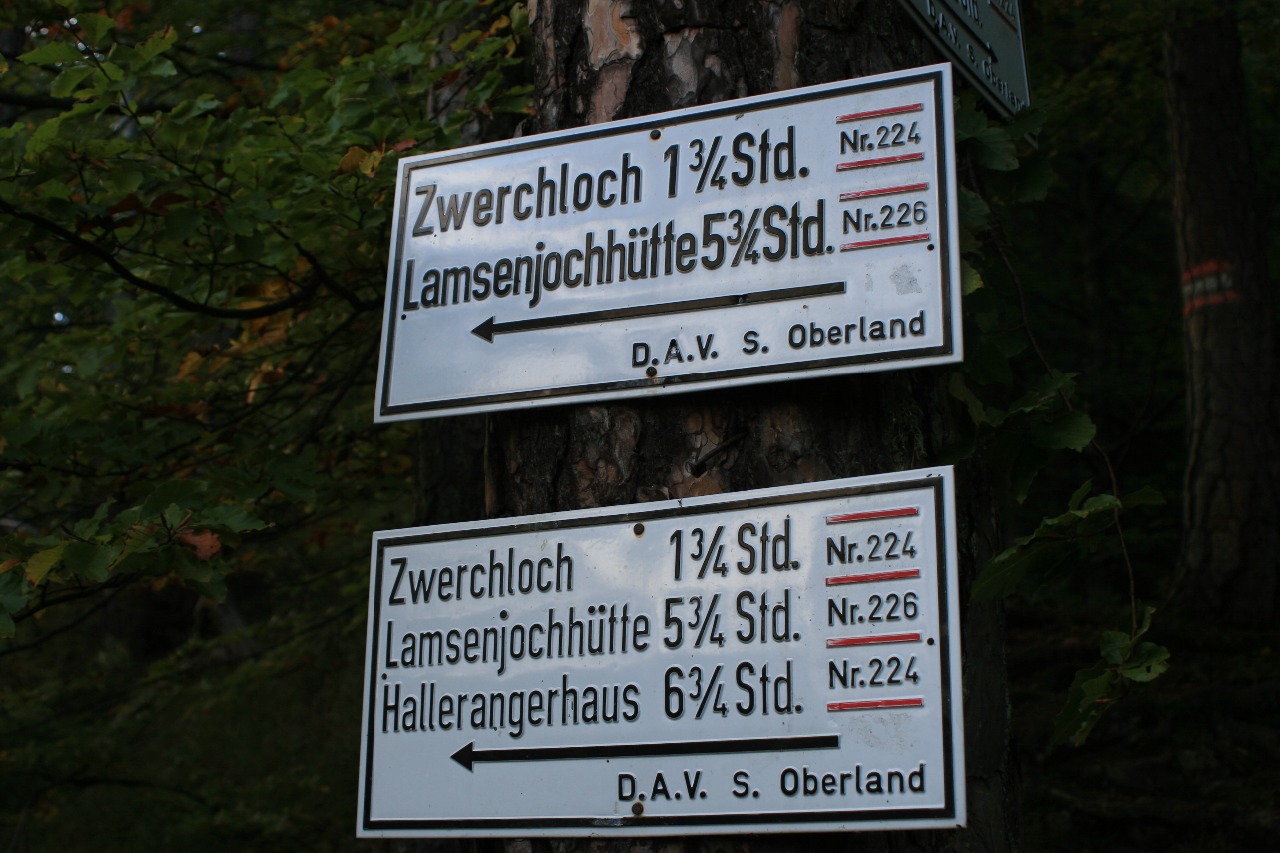 D.A.V. S. Oberland
Zwerchloch 1¾ Std. Nr.224
Lamsenjochhütte 5¾ Std. Nr.226
D.A.V. S. Oberland
Zwerchloch 1¾ Std. Nr.224
Lamsenjochhütte 5¾ Std. Nr.226
Hallerangerhaus 6¾ Std. Nr.224
D.A.V. S. Oberland